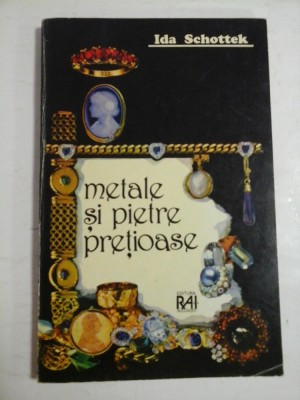 Ida Schottek
metale
și pietre
prețioase
EDITURA
RAI